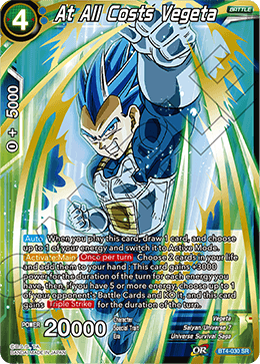 4
At All Costs Vegeta
BATTLE
0 + 5000
Auto When you play this card, draw 1 card, and choose
up to 1 of your energy and switch it to Active Mode.
Activate:Main Once per turn Choose 2 cards in your life
and add them to your hand : This card gains +3000
power for the duration of the turn for each energy you
have, then, if you have 5 or more energy, choose up to 1
of your opponent's Battle Cards and KO it, and this card
gains Triple Strike for the duration of the turn.
POWER 20000
Character Vegeta
Special Trait Saiyan/Universe 7
Era Universe Survival Saga
BT4-030 SR